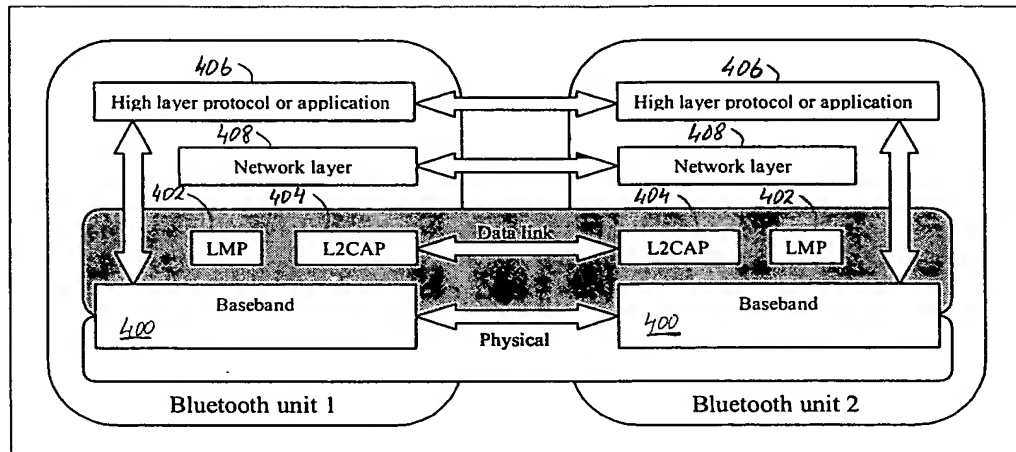 406 406
High layer protocol or application High layer protocol or application
408 408
Network layer Network layer
402 404 404 402
LMP L2CAP Data link L2CAP LMP
Baseband Baseband
400 400
Physical
Bluetooth unit 1 Bluetooth unit 2